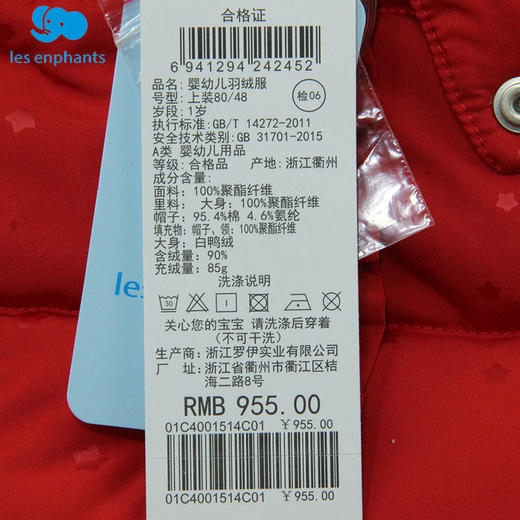 les enphants
合格证
6 941294 242452
品名:婴幼儿羽绒服
号型:上装80/48
岁段:1岁
检06
执行标准:GB/T 14272-2011
安全技术类别:GB 31701-2015
A类 婴幼儿用品
等级:合格品 产地:浙江衢州
成分含量:
面料:100%聚酯纤维
里料: 大身:100%聚酯纤维
帽子:95.4%棉 4.6%氨纶
填充物:帽子、领:100%聚酯纤维
大身:白鸭绒
含绒量:90%
充绒量:85g
洗涤说明
30
关心您的宝宝 请洗涤后穿着
(不可干洗)
生产商:浙江罗伊实业有限公司
厂 址:浙江省衢州市衢江区桔
海二路8号
RMB 955.00
01C4001514C01 ¥955.00
01C4001514C01 ¥955.00
les e